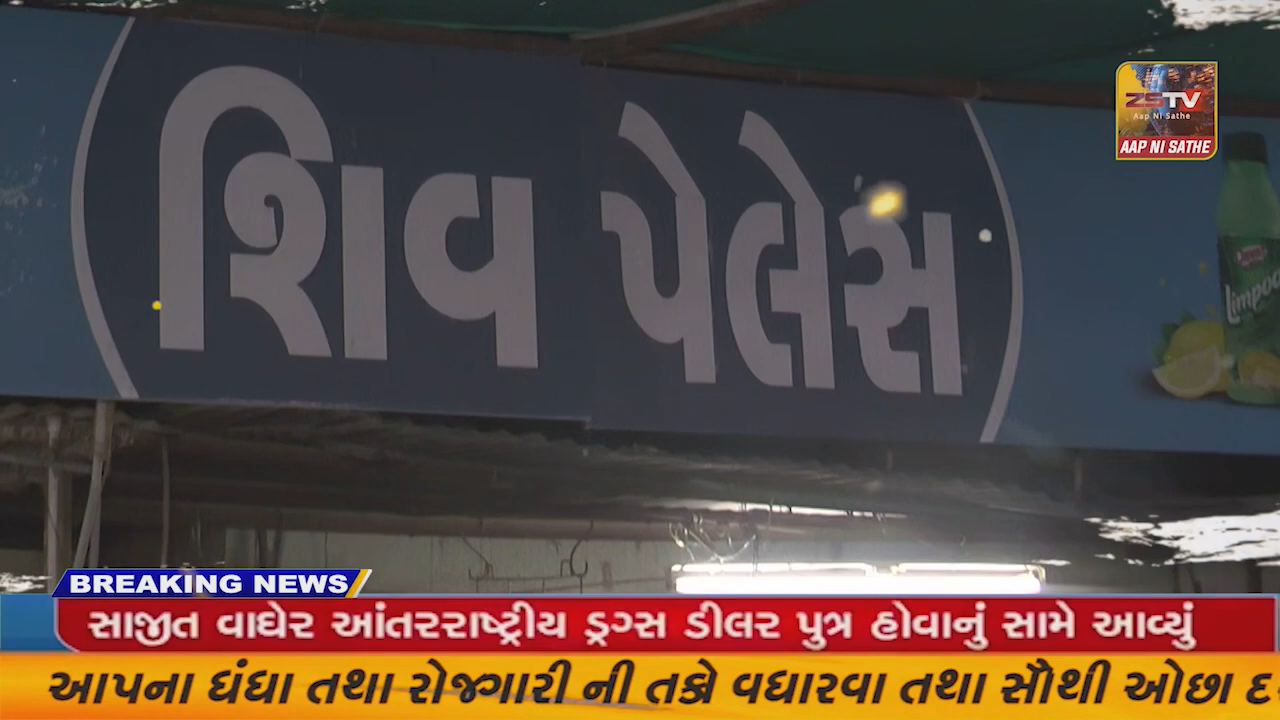 શિવ પેલેસ
ZSTV
Aap Ni Sathe
AAP NI SATHE
Limpoo
BREAKING NEWS
સાજીત વાઘેર આંતરરાષ્ટ્રીય ડ્રગ્સ ડીલર પુત્ર હોવાનું સામે આવ્યું
આપના ધંધા તથા રોજગારી ની તકો વધારવા તથા સૌથી ઓછા